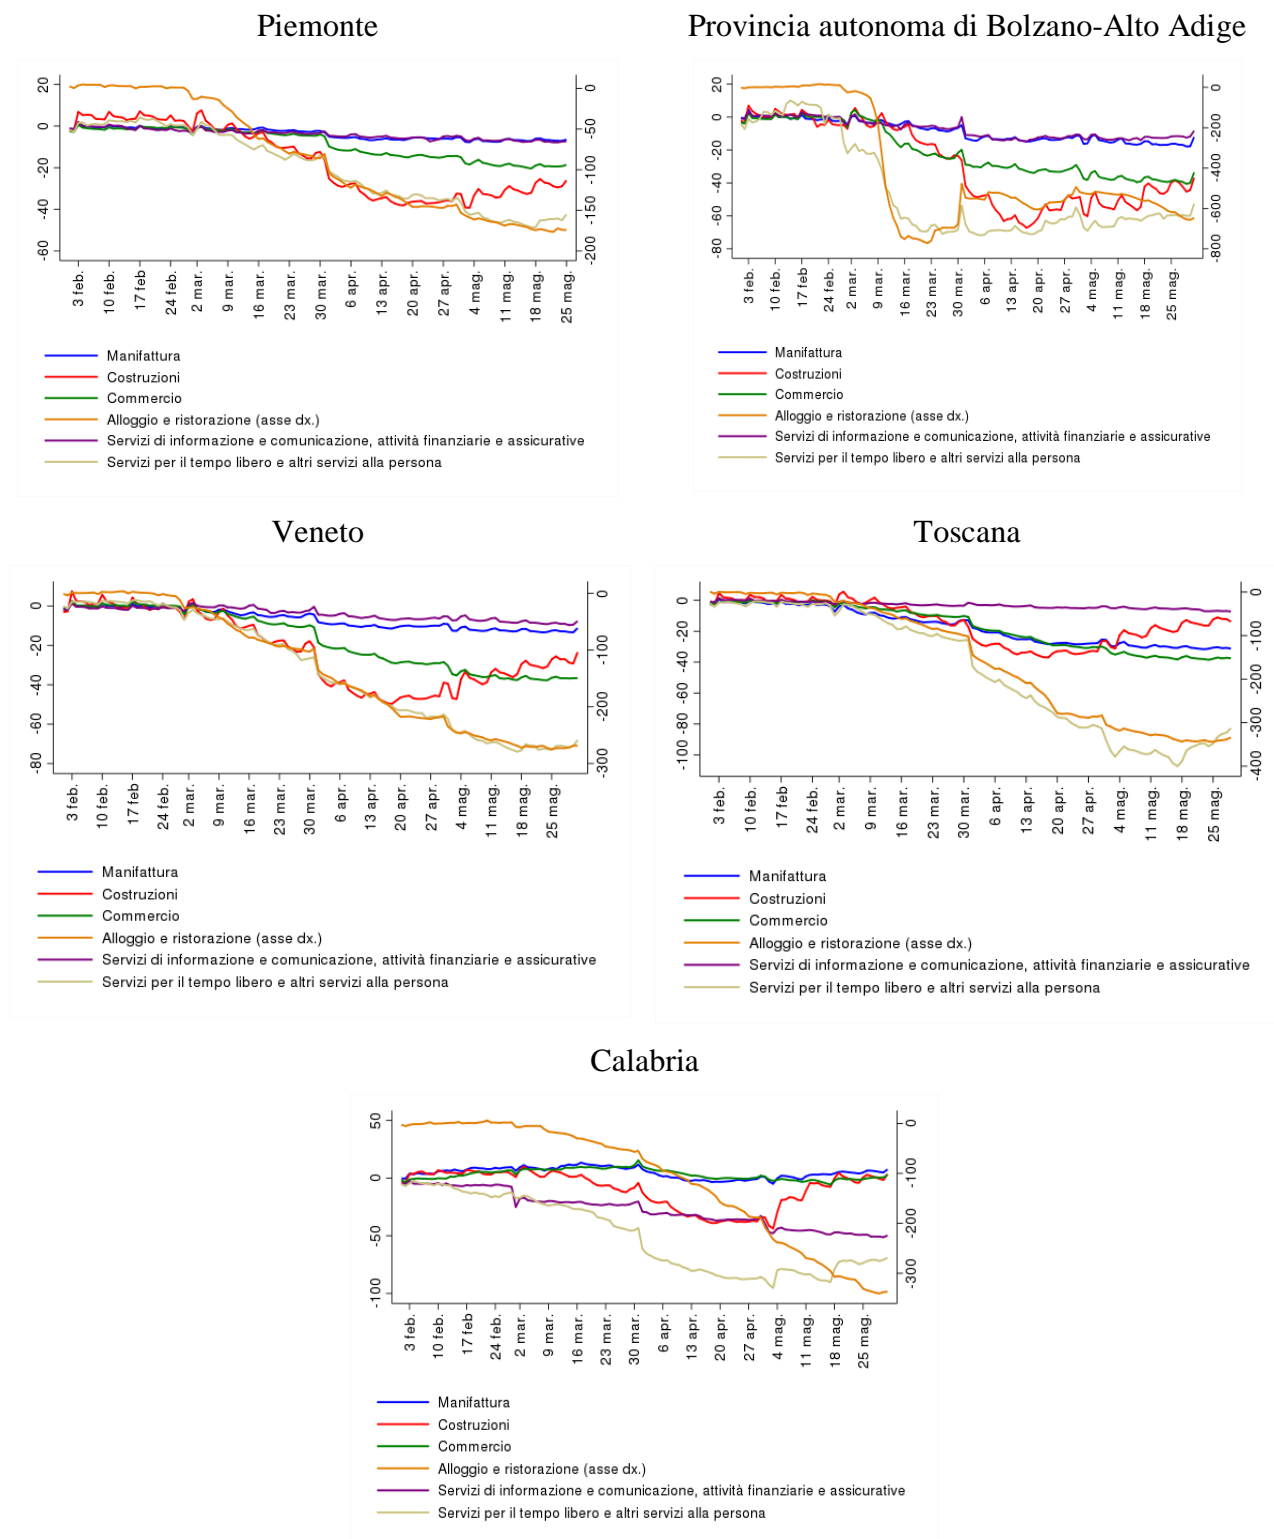 Piemonte
20
0
-20
-40
-60
0
-50
-100
-150
-200
3 feb.
10 feb.
17 feb
24 feb.
2 mar.
9 mar.
16 mar.
23 mar.
30 mar.
6 apr.
13 apr.
20 apr.
27 apr.
4 mag.
11 mag.
18 mag.
25 mag.
Manifattura
Costruzioni
Commercio
Alloggio e ristorazione (asse dx.)
Servizi di informazione e comunicazione, attività finanziarie e assicurative
Servizi per il tempo libero e altri servizi alla persona
Provincia autonoma di Bolzano-Alto Adige
20
0
-20
-40
-60
-80
0
-200
-400
-600
-800
3 feb.
10 feb.
17 feb
24 feb.
2 mar.
9 mar.
16 mar.
23 mar.
30 mar.
6 apr.
13 apr.
20 apr.
27 apr.
4 mag.
11 mag.
18 mag.
25 mag.
Manifattura
Costruzioni
Commercio
Alloggio e ristorazione (asse dx.)
Servizi di informazione e comunicazione, attività finanziarie e assicurative
Servizi per il tempo libero e altri servizi alla persona
Veneto
0
-20
-40
-60
-80
0
-100
-200
-300
3 feb.
10 feb.
17 feb
24 feb.
2 mar.
9 mar.
16 mar.
23 mar.
30 mar.
6 apr.
13 apr.
20 apr.
27 apr.
4 mag.
11 mag.
18 mag.
25 mag.
Manifattura
Costruzioni
Commercio
Alloggio e ristorazione (asse dx.)
Servizi di informazione e comunicazione, attività finanziarie e assicurative
Servizi per il tempo libero e altri servizi alla persona
Toscana
0
-20
-40
-60
-80
-100
0
-100
-200
-300
-400
3 feb.
10 feb.
17 feb
24 feb.
2 mar.
9 mar.
16 mar.
23 mar.
30 mar.
6 apr.
13 apr.
20 apr.
27 apr.
4 mag.
11 mag.
18 mag.
25 mag.
Manifattura
Costruzioni
Commercio
Alloggio e ristorazione (asse dx.)
Servizi di informazione e comunicazione, attività finanziarie e assicurative
Servizi per il tempo libero e altri servizi alla persona
Calabria
50
0
-50
-100
0
-100
-200
-300
3 feb.
10 feb.
17 feb
24 feb.
2 mar.
9 mar.
16 mar.
23 mar.
30 mar.
6 apr.
13 apr.
20 apr.
27 apr.
4 mag.
11 mag.
18 mag.
25 mag.
Manifattura
Costruzioni
Commercio
Alloggio e ristorazione (asse dx.)
Servizi di informazione e comunicazione, attività finanziarie e assicurative
Servizi per il tempo libero e altri servizi alla persona